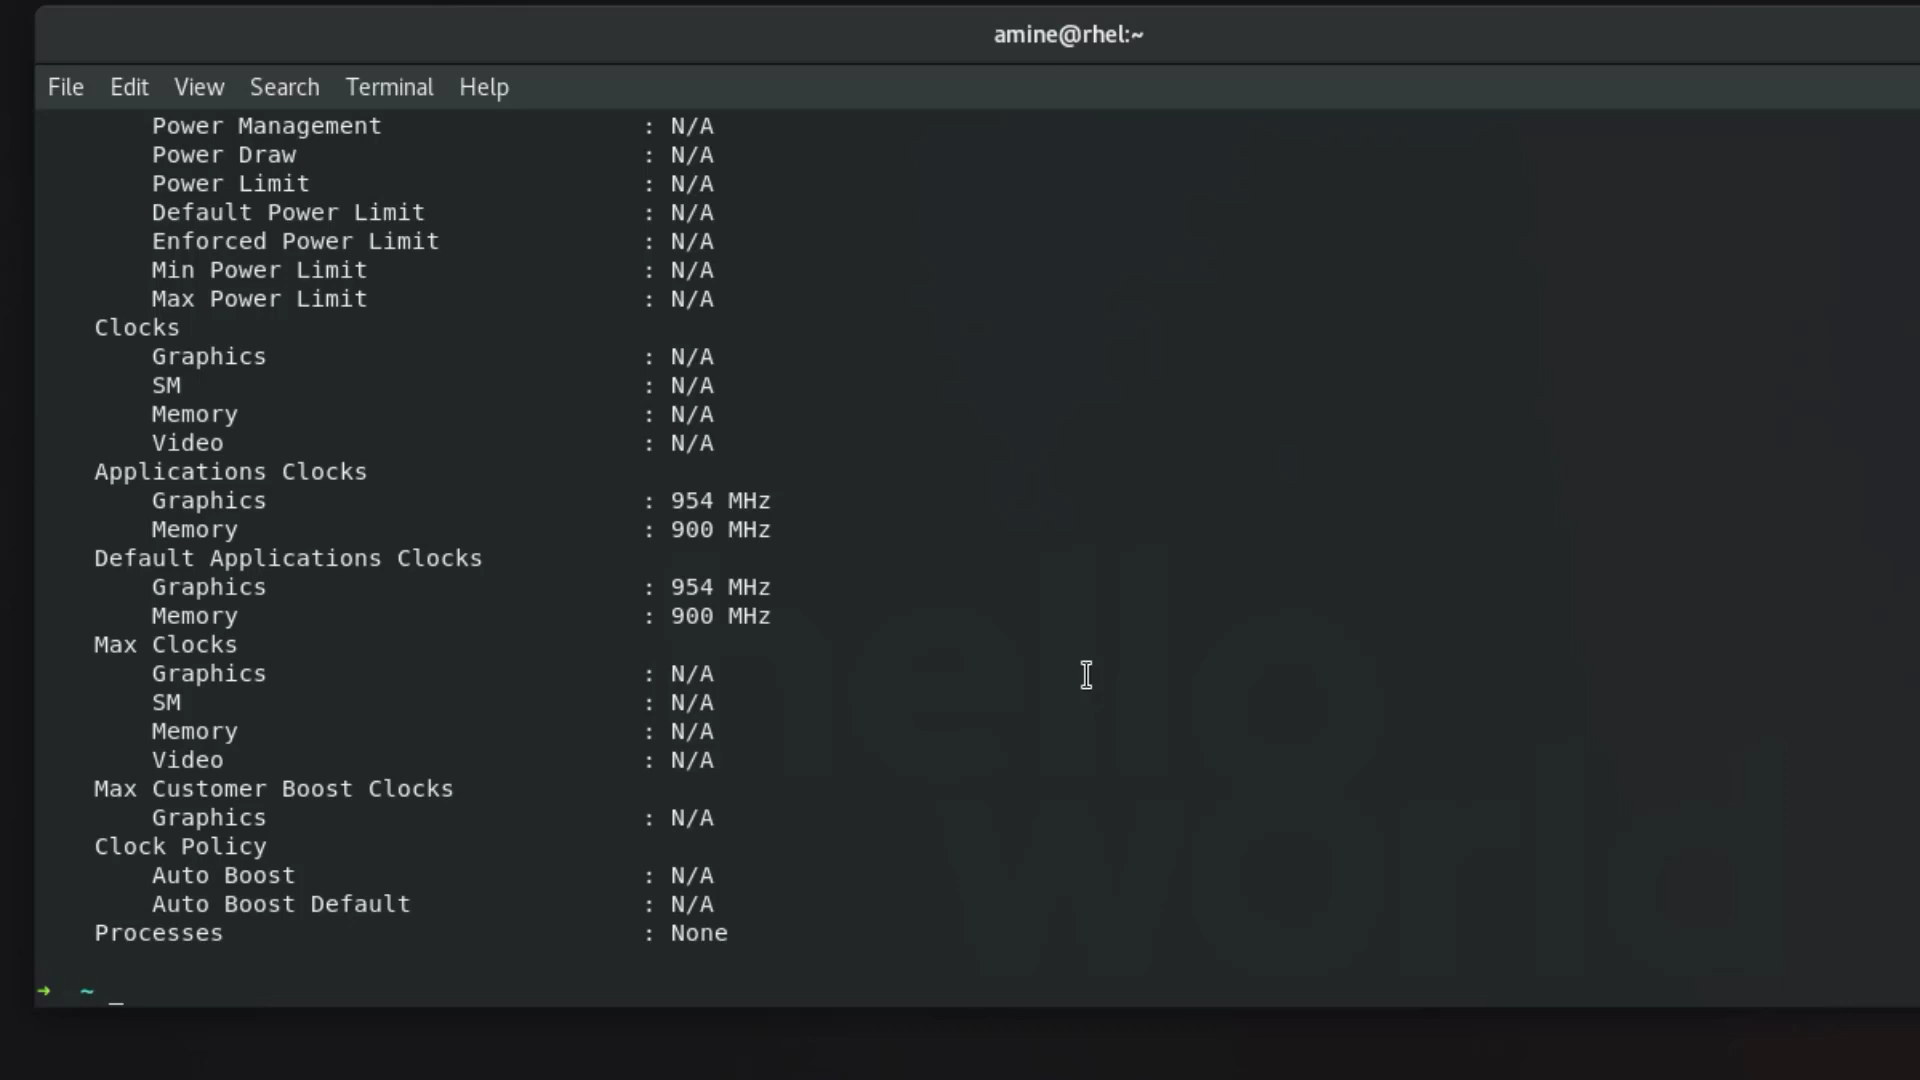 amine@rhel:~
File Edit View Search Terminal Help
Power Management : N/A
Power Draw : N/A
Power Limit : N/A
Default Power Limit : N/A
Enforced Power Limit : N/A
Min Power Limit : N/A
Max Power Limit : N/A
Clocks
Graphics : N/A
SM : N/A
Memory : N/A
Video : N/A
Applications Clocks
Graphics : 954 MHz
Memory : 900 MHz
Default Applications Clocks
Graphics : 954 MHz
Memory : 900 MHz
Max Clocks
Graphics : N/A
SM : N/A
Memory : N/A
Video : N/A
Max Customer Boost Clocks
Graphics : N/A
Clock Policy
Auto Boost : N/A
Auto Boost Default : N/A
Processes : None
➜ ~ _
hello
world